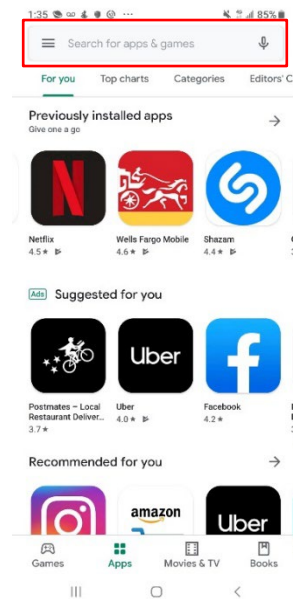 1:35 85%
Search for apps & games
For you Top charts Categories Editors' C
Previously installed apps
Give one a go
Netflix Wells Fargo Mobile Shazam
4.5★ 4.6★ 4.4★
Ads Suggested for you
Uber
Postmates – Local Uber Facebook
Restaurant Deliver... 4.0★ 4.2★
3.7★
Recommended for you
amazon
Uber
Games Apps Movies & TV Books